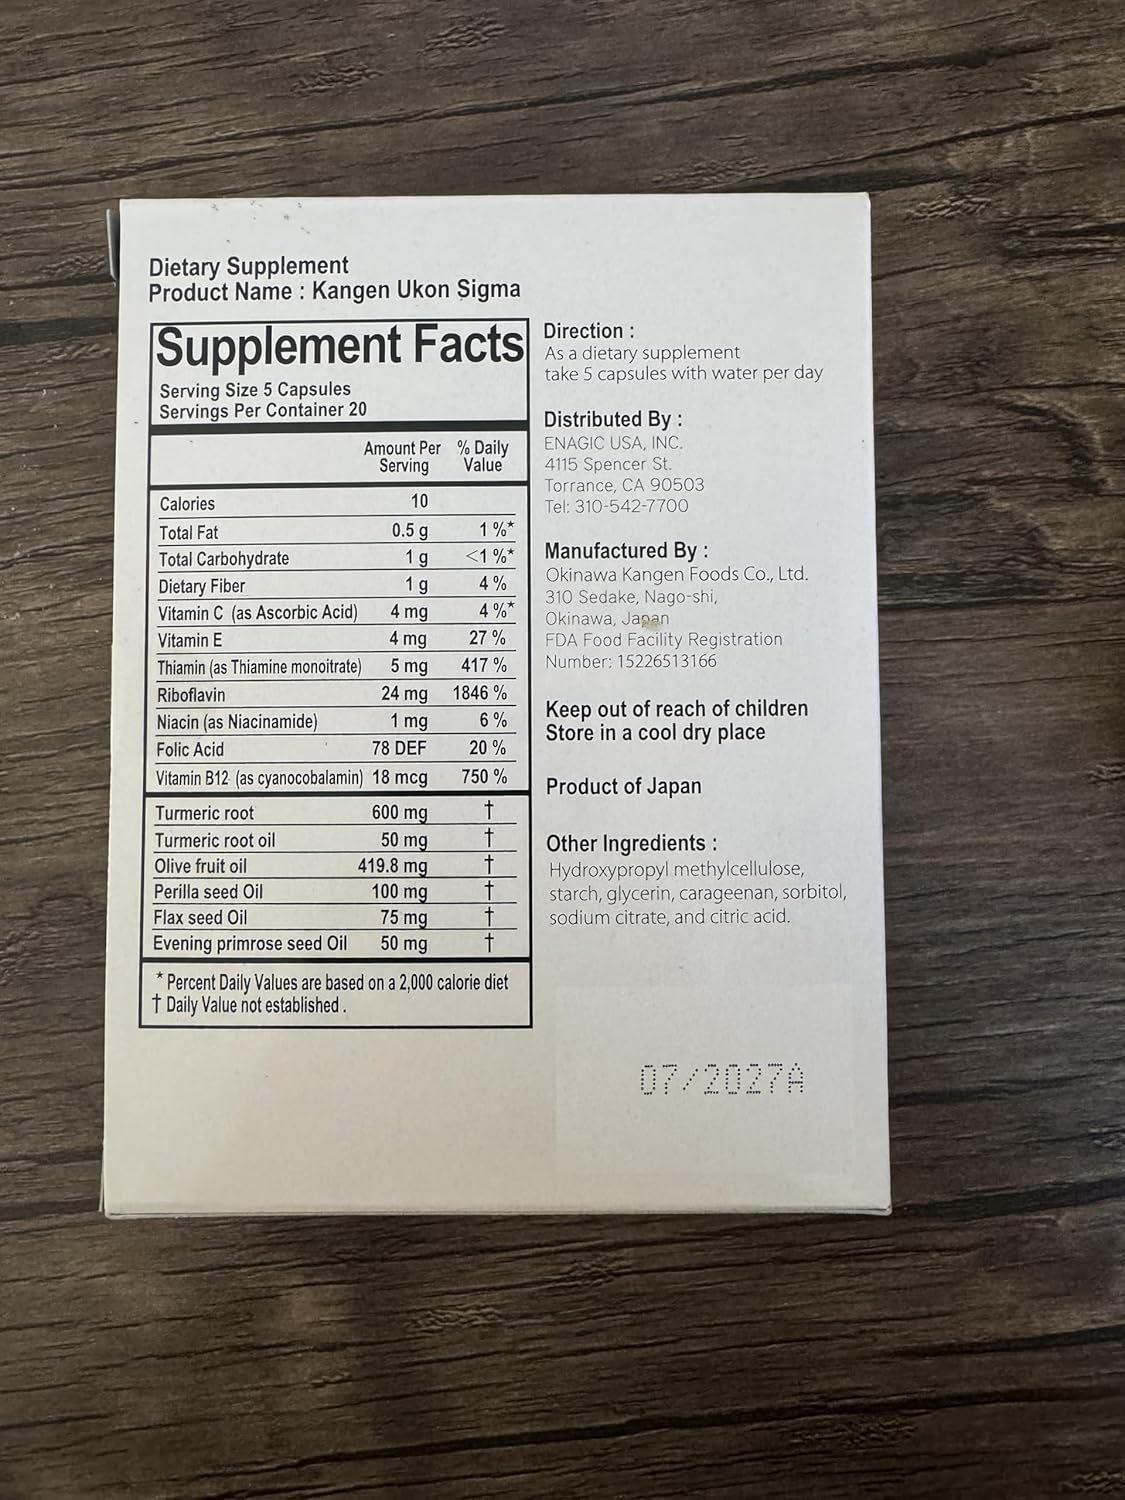 Dietary Supplement
Product Name : Kangen Ukon Sigma
Supplement Facts
Serving Size 5 Capsules
Servings Per Container 20
Amount Per Serving % Daily Value
Calories 10
Total Fat 0.5 g 1 %*
Total Carbohydrate 1 g <1 %*
Dietary Fiber 1 g 4 %
Vitamin C (as Ascorbic Acid) 4 mg 4 %*
Vitamin E 4 mg 27 %
Thiamin (as Thiamine monoitrate) 5 mg 417 %
Riboflavin 24 mg 1846 %
Niacin (as Niacinamide) 1 mg 6 %
Folic Acid 78 DEF 20 %
Vitamin B12 (as cyanocobalamin) 18 mcg 750 %
Turmeric root 600 mg †
Turmeric root oil 50 mg †
Olive fruit oil 419.8 mg †
Perilla seed Oil 100 mg †
Flax seed Oil 75 mg †
Evening primrose seed Oil 50 mg †
* Percent Daily Values are based on a 2,000 calorie diet
† Daily Value not established .
Direction :
As a dietary supplement
take 5 capsules with water per day
Distributed By :
ENAGIC USA, INC.
4115 Spencer St.
Torrance, CA 90503
Tel: 310-542-7700
Manufactured By :
Okinawa Kangen Foods Co., Ltd.
310 Sedake, Nago-shi,
Okinawa, Japan
FDA Food Facility Registration
Number: 15226513166
Keep out of reach of children
Store in a cool dry place
Product of Japan
Other Ingredients :
Hydroxypropyl methylcellulose,
starch, glycerin, carageenan, sorbitol,
sodium citrate, and citric acid.
07/2027A